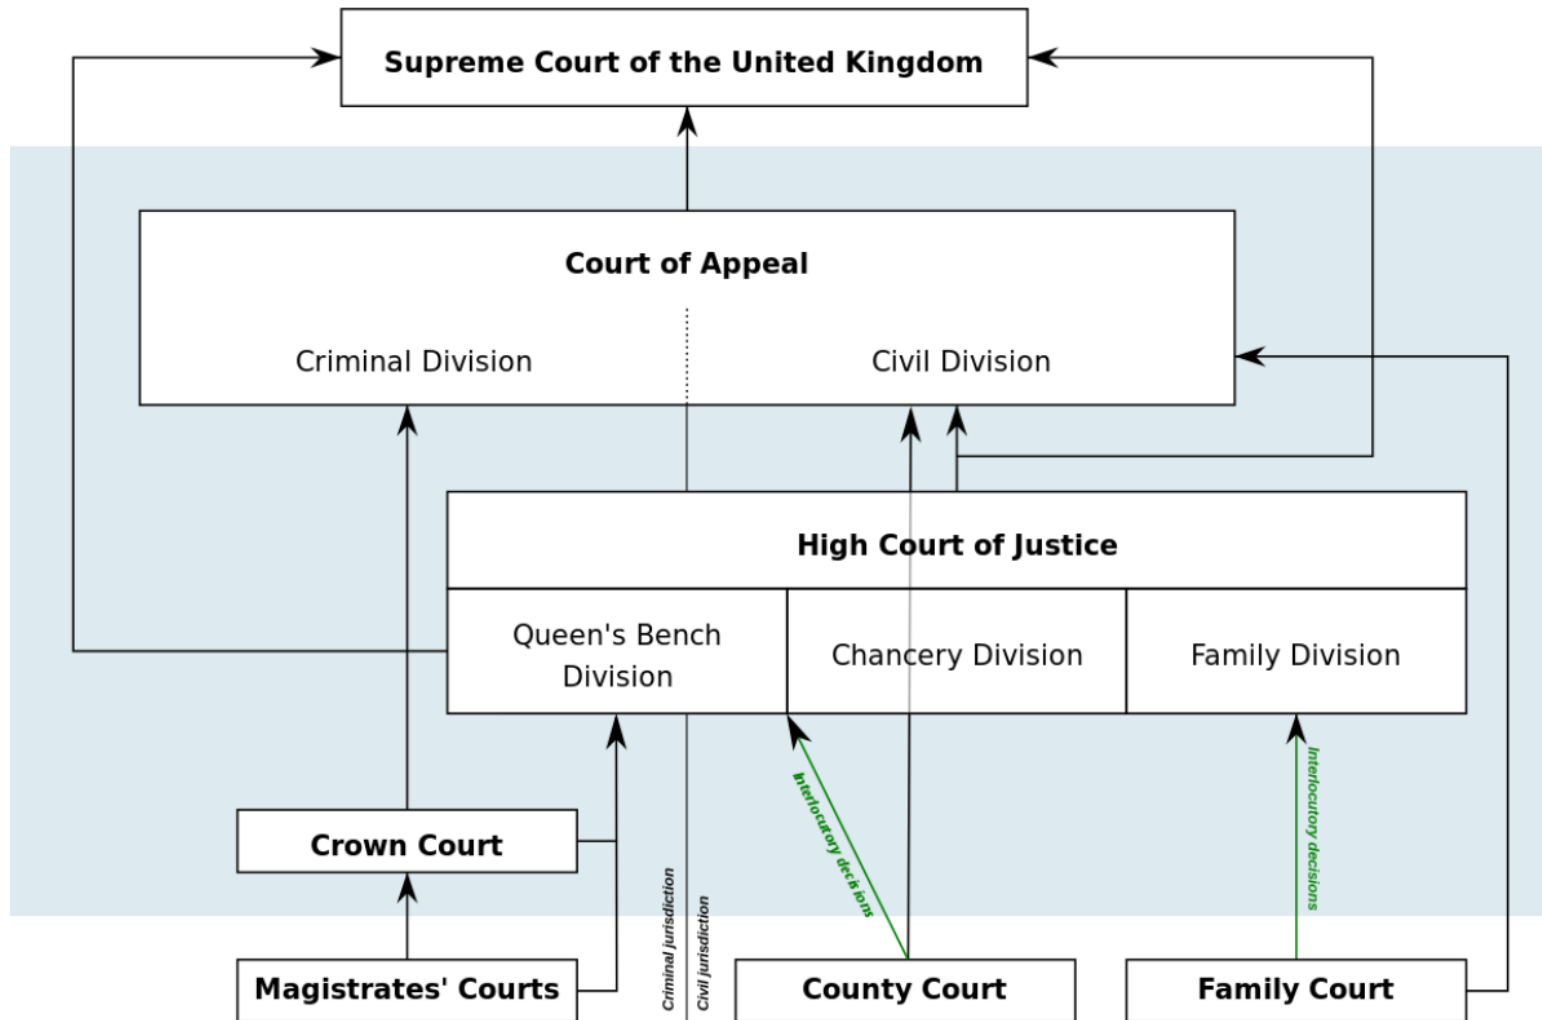 Supreme Court of the United Kingdom
Court of Appeal
Criminal Division
Civil Division
High Court of Justice
Queen's Bench
Division
Chancery Division
Family Division
Interlocutory decisions
Interlocutory decisions
Crown Court
Criminal jurisdiction
Civil jurisdiction
Magistrates' Courts
County Court
Family Court